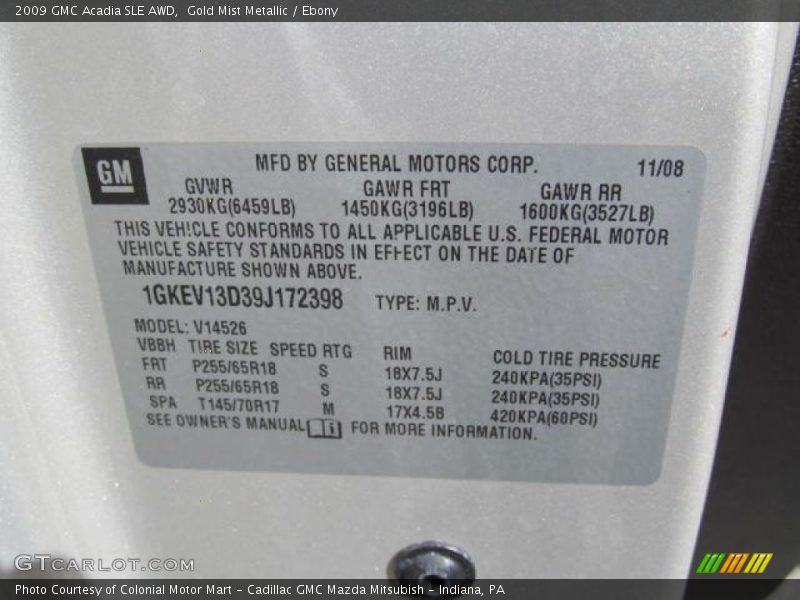 2009 GMC Acadia SLE AWD,  Gold Mist Metallic / Ebony
GM
MFD BY GENERAL MOTORS CORP.
11/08
GVWR GAWR FRT GAWR RR
2930KG(6459LB) 1450KG(3196LB) 1600KG(3527LB)
THIS VEHICLE CONFORMS TO ALL APPLICABLE U.S. FEDERAL MOTOR
VEHICLE SAFETY STANDARDS IN EFFECT ON THE DATE OF
MANUFACTURE SHOWN ABOVE.
1GKEV13D39J172398 TYPE: M.P.V.
MODEL: V14526
VBBH TIRE SIZE SPEED RTG RIM COLD TIRE PRESSURE
FRT P255/65R18 S 18X7.5J 240KPA(35PSI)
RR P255/65R18 S 18X7.5J 240KPA(35PSI)
SPA T145/70R17 M 17X4.5B 420KPA(60PSI)
SEE OWNER'S MANUAL i FOR MORE INFORMATION.
GTCARLOT.COM
Photo Courtesy of Colonial Motor Mart - Cadillac GMC Mazda Mitsubish - Indiana, PA